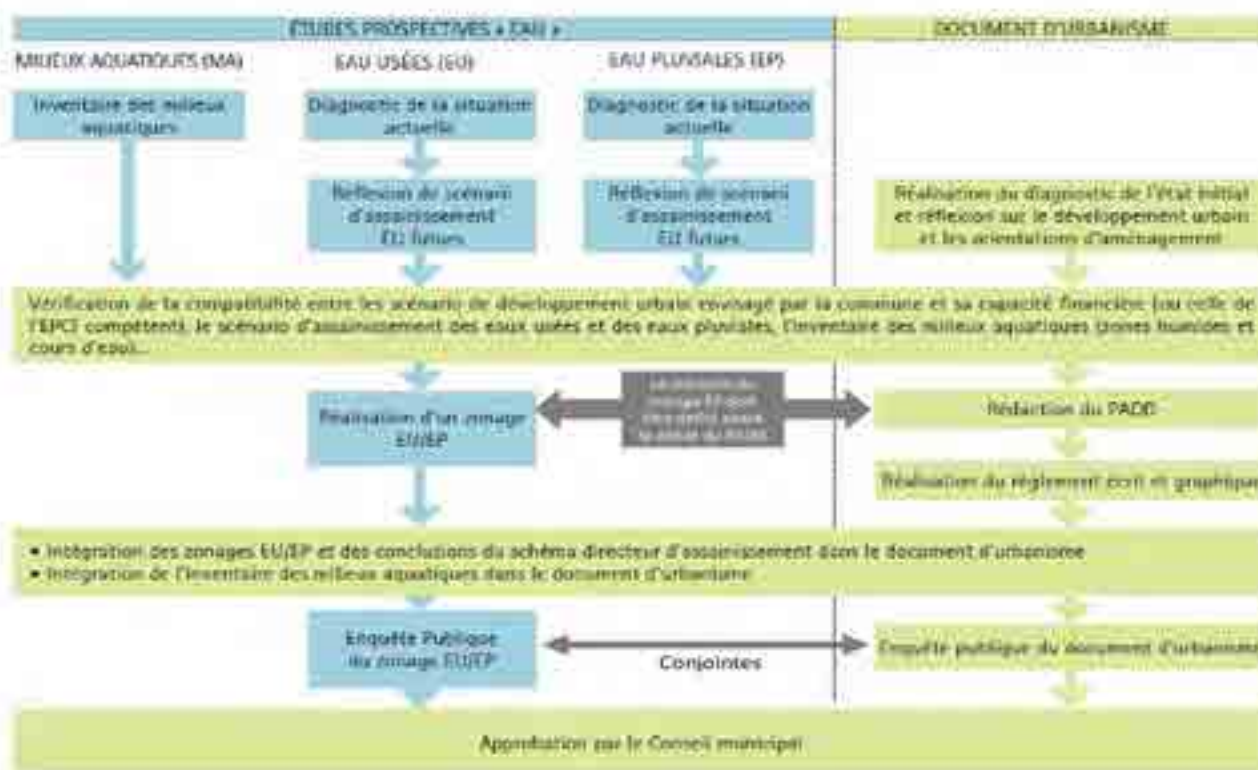 ÉTUDES PROSPECTIVES « EAU »
DOCUMENT D'URBANISME
MILIEUX AQUATIQUES (MA)
EAU USÉES (EU)
EAU PLUVIALES (EP)
Inventaire des milieux
aquatiques
Diagnostic de la situation
actuelle
Diagnostic de la situation
actuelle
Réflexion de scénarii
d'assainissement
EU futurs
Réflexion de scénarii
d'assainissement
EU futurs
Réalisation du diagnostic de l'état initial
et réflexion sur le développement urbain
et les orientations d'aménagement
Vérification de la compatibilité entre les scénario de développement urbain envisagé par la commune et sa capacité financière (ou celle de
l'EPCI compétent), le scénario d'assainissement des eaux usées et des eaux pluviales, l'inventaire des milieux aquatiques (zones humides et
cours d'eau)...
Réalisation d'un zonage
EU/EP
Rédaction du PADD
Réalisation du règlement écrit et graphique
• Intégration des zonages EU/EP et des conclusions du schéma directeur d'assainissement dans le document d'urbanisme
• Intégration de l'inventaire des milieux aquatiques dans le document d'urbanisme
Enquête Publique
du zonage EU/EP
Conjointes
Enquête publique du document d'urbanisme
Approbation par le Conseil municipal